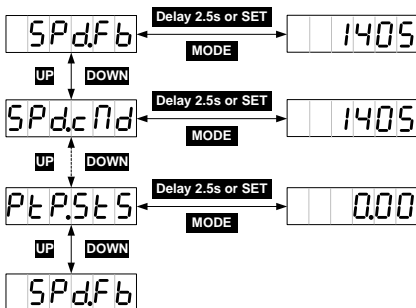 Delay 2.5s or SET
SPd.Fb 1405
MODE
UP DOWN
Delay 2.5s or SET
SPd.cMd 1405
MODE
UP DOWN
Delay 2.5s or SET
PtP.StS 0.00
MODE
UP DOWN
SPd.Fb